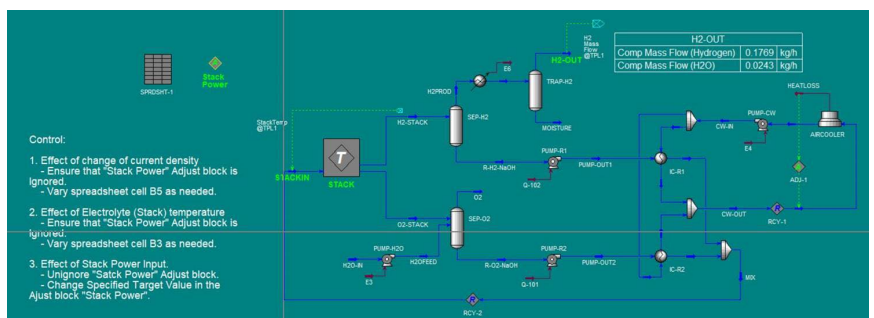 H2-OUT
Comp Mass Flow (Hydrogen) 0.1769 kg/h
Comp Mass Flow (H2O) 0.0243 kg/h
H2
Mass
Flow
@TPL1
H2-OUT
SPRDSHT-1
Stack
Power
E6
TRAP-H2
H2PROD
HEATLOSS
StackTemp
@TPL1
H2-STACK
SEP-H2
MOISTURE
CW-IN
PUMP-CW
E4
AIRCOOLER
Control:
1. Effect of change of current density
- Ensure that "Stack Power" Adjust block is
Ignored.
- Vary spreadsheet cell B5 as needed.
2. Effect of Electrolyte (Stack) temperature
- Ensure that "Stack Power" Adjust block is
Ignored.
- Vary spreadsheet cell B3 as needed.
3. Effect of Stack Power Input.
- Unignore "Satck Power" Adjust block.
- Change Specified Target Value in the
Ajust block "Stack Power".
STACKIN
T
STACK
R-H2-NaOH
PUMP-R1
PUMP-OUT1
Q-102
IC-R1
ADJ-1
O2
O2-STACK
SEP-O2
CW-OUT
R
RCY-1
PUMP-H2O
H2O-IN
H2OFEED
E3
R-O2-NaOH
PUMP-R2
PUMP-OUT2
Q-101
IC-R2
MIX
R
RCY-2